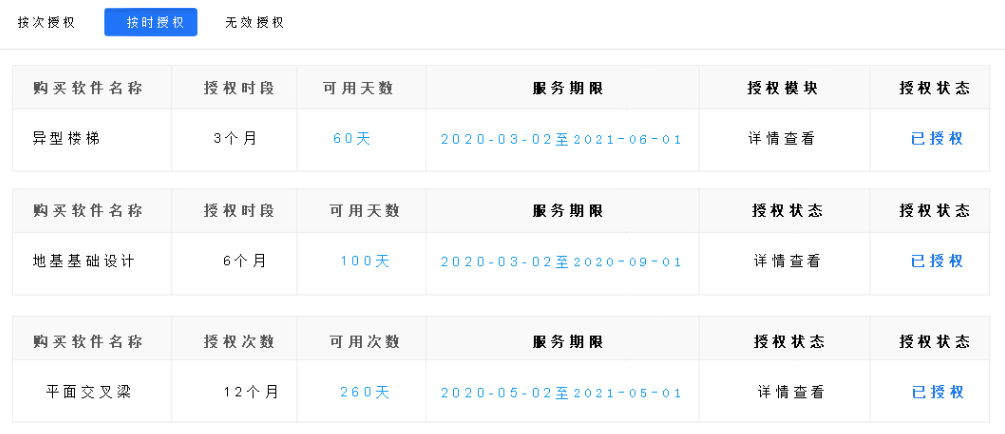 按次授权 按时授权 无效授权
购买软件名称 授权时段 可用天数 服务期限 授权模块 授权状态
异型楼梯 3个月 60天 2020-03-02至2021-06-01 详情查看 已授权
购买软件名称 授权时段 可用天数 服务期限 授权状态 授权状态
地基基础设计 6个月 100天 2020-03-02至2020-09-01 详情查看 已授权
购买软件名称 授权次数 可用次数 服务期限 授权状态 授权状态
平面交叉梁 12个月 260天 2020-05-02至2021-05-01 详情查看 已授权